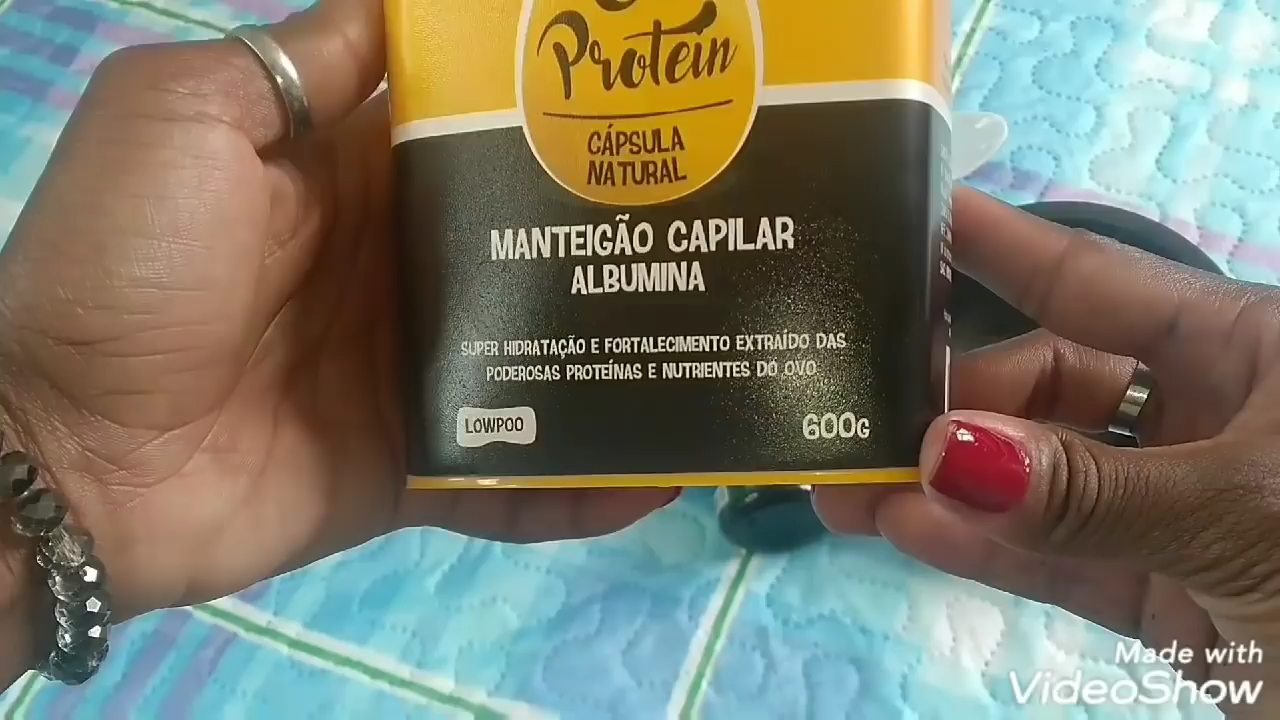 Protein
CÁPSULA
NATURAL
MANTEIGÃO CAPILAR
ALBUMINA
SUPER HIDRATAÇÃO E FORTALECIMENTO EXTRAÍDO DAS
PODEROSAS PROTEÍNAS E NUTRIENTES DO OVO
LOWPOO
600G
Made with
VideoShow